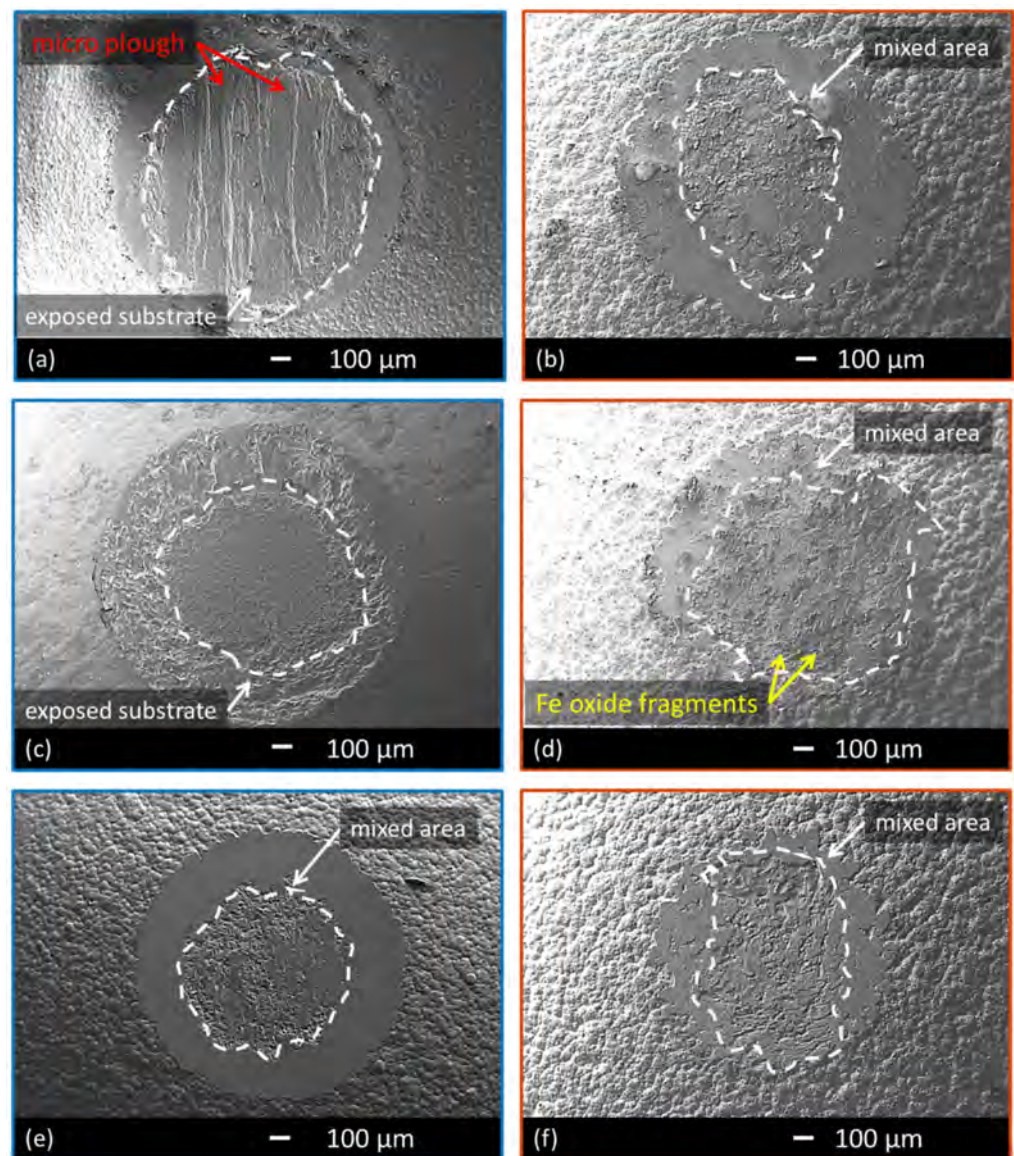 micro plough
exposed substrate
(a)
100 μm
mixed area
(b)
100 μm
exposed substrate
(c)
100 μm
mixed area
Fe oxide fragments
(d)
100 μm
mixed area
(e)
100 μm
mixed area
(f)
100 μm